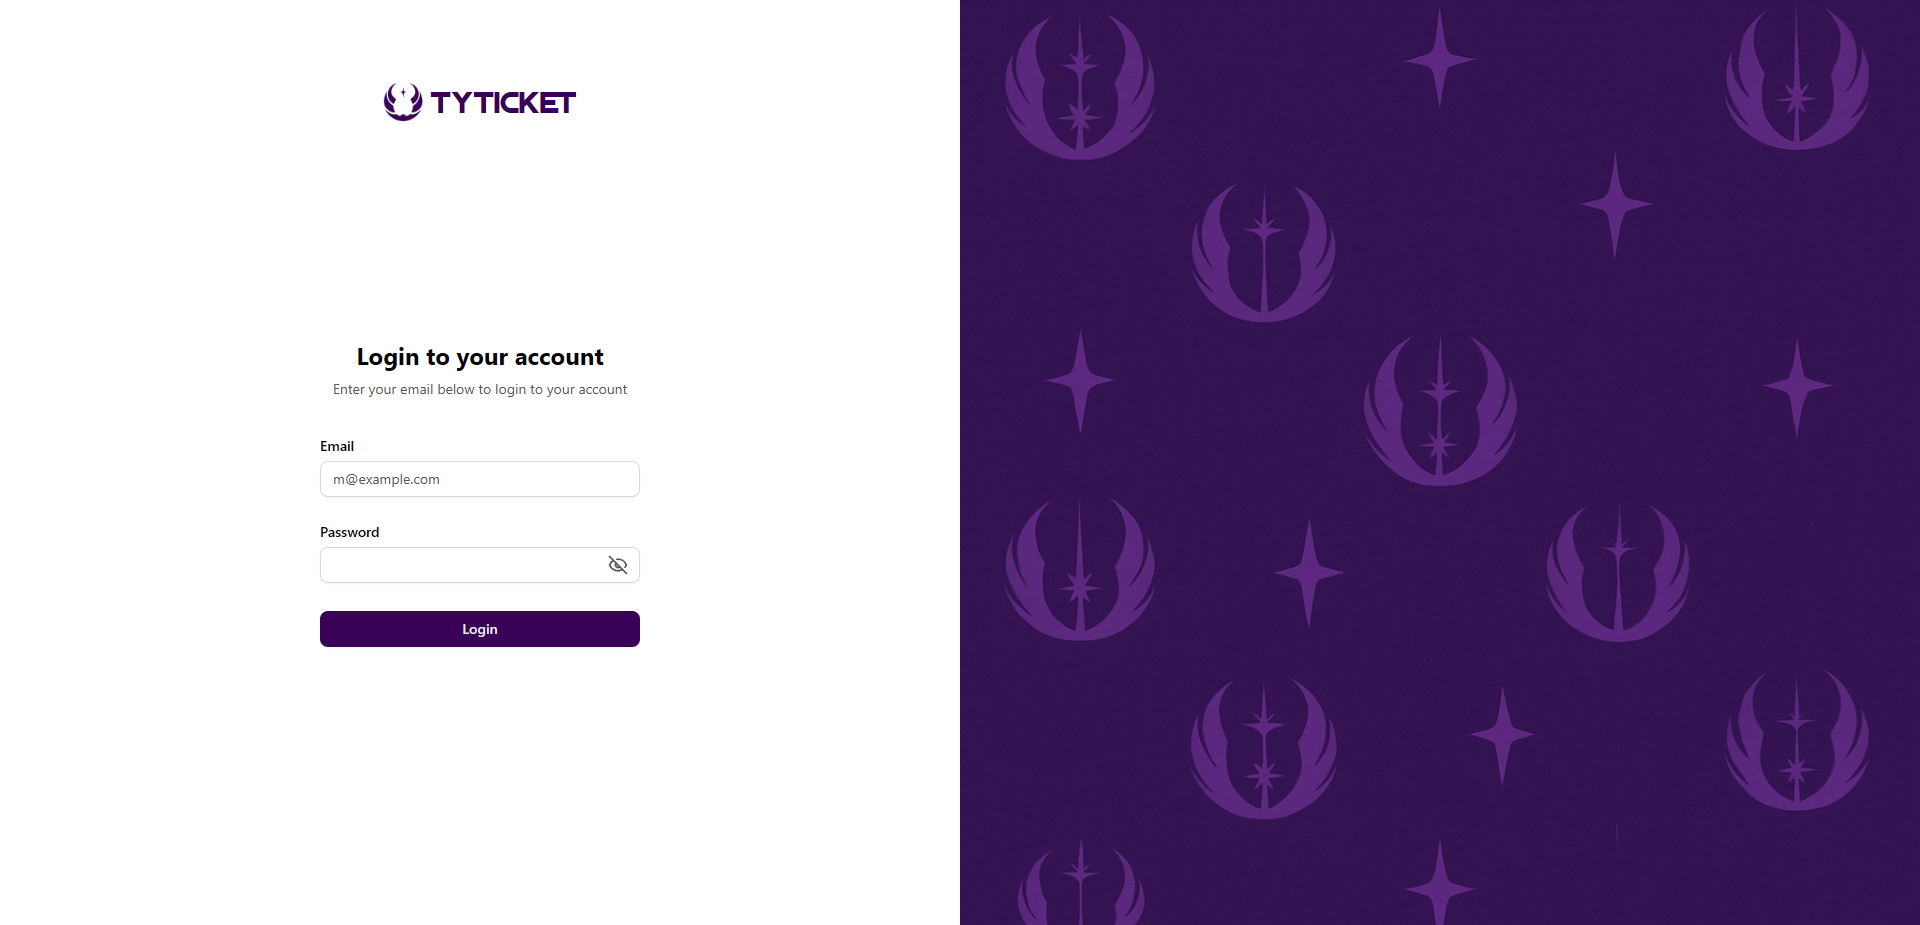 TYTICKET
Login to your account
Enter your email below to login to your account
Email
m@example.com
Password
Login